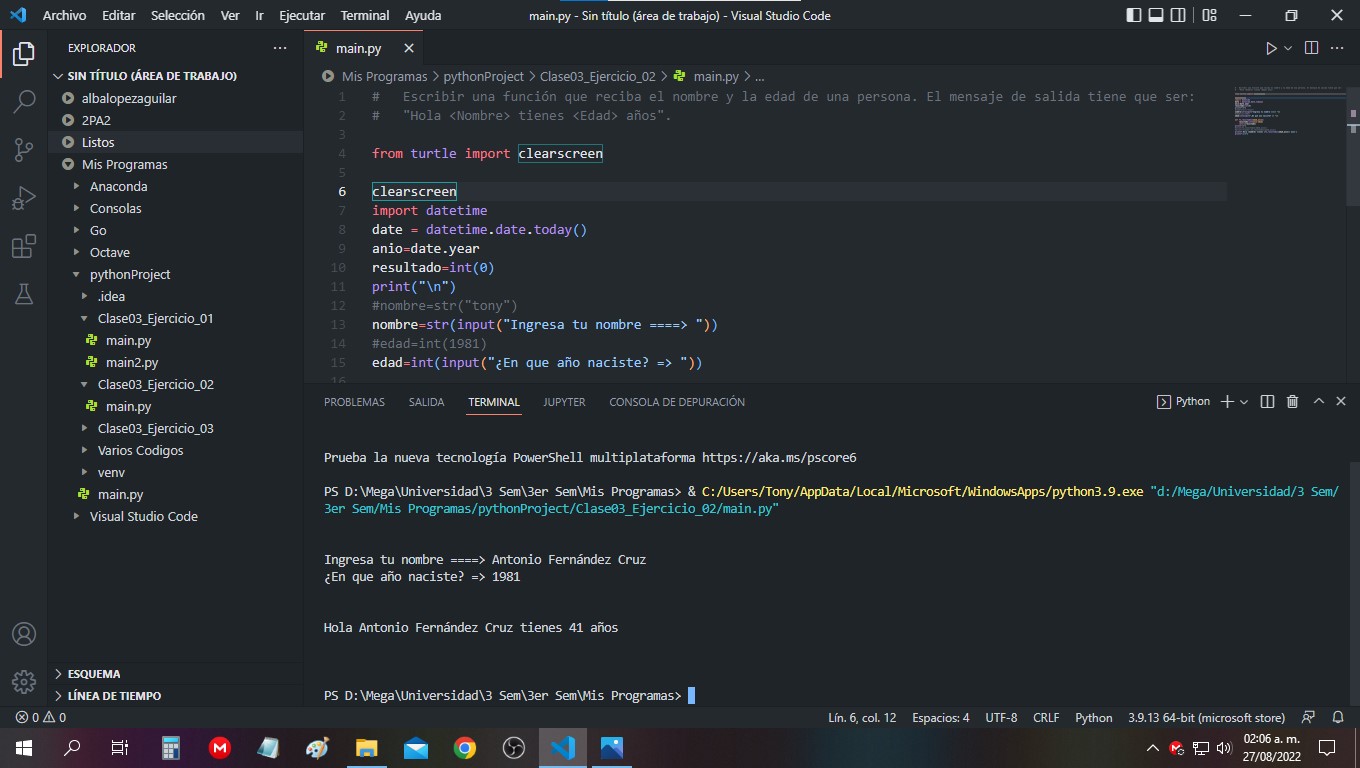 Archivo Editar Selección Ver Ir Ejecutar Terminal Ayuda
main.py - Sin título (área de trabajo) - Visual Studio Code
EXPLORADOR
SIN TÍTULO (ÁREA DE TRABAJO)
albalopezaguilar
2PA2
Listos
Mis Programas
Anaconda
Consolas
Go
Octave
pythonProject
.idea
Clase03_Ejercicio_01
main.py
main2.py
Clase03_Ejercicio_02
main.py
Clase03_Ejercicio_03
Varios Codigos
venv
main.py
Visual Studio Code
ESQUEMA
LÍNEA DE TIEMPO
main.py
Mis Programas > pythonProject > Clase03_Ejercicio_02 > main.py > ...
1 #   Escribir una función que reciba el nombre y la edad de una persona. El mensaje de salida tiene que ser:
2 #   "Hola <Nombre> tienes <Edad> años".
3
4 from turtle import clearscreen
5
6 clearscreen
7 import datetime
8 date = datetime.date.today()
9 anio=date.year
10 resultado=int(0)
11 print("\n")
12 #nombre=str("tony")
13 nombre=str(input("Ingresa tu nombre ====> "))
14 #edad=int(1981)
15 edad=int(input("¿En que año naciste? => "))
16
PROBLEMAS SALIDA TERMINAL JUPYTER CONSOLA DE DEPURACIÓN
Python
Prueba la nueva tecnología PowerShell multiplataforma https://aka.ms/pscore6
PS D:\Mega\Universidad\3 Sem\3er Sem\Mis Programas> & C:/Users/Tony/AppData/Local/Microsoft/WindowsApps/python3.9.exe "d:/Mega/Universidad/3 Sem/
3er Sem/Mis Programas/pythonProject/Clase03_Ejercicio_02/main.py"
Ingresa tu nombre ====> Antonio Fernández Cruz
¿En que año naciste? => 1981
Hola Antonio Fernández Cruz tienes 41 años
PS D:\Mega\Universidad\3 Sem\3er Sem\Mis Programas>
0 0
Lín. 6, col. 12 Espacios: 4 UTF-8 CRLF Python 3.9.13 64-bit (microsoft store)
02:06 a. m.
27/08/2022